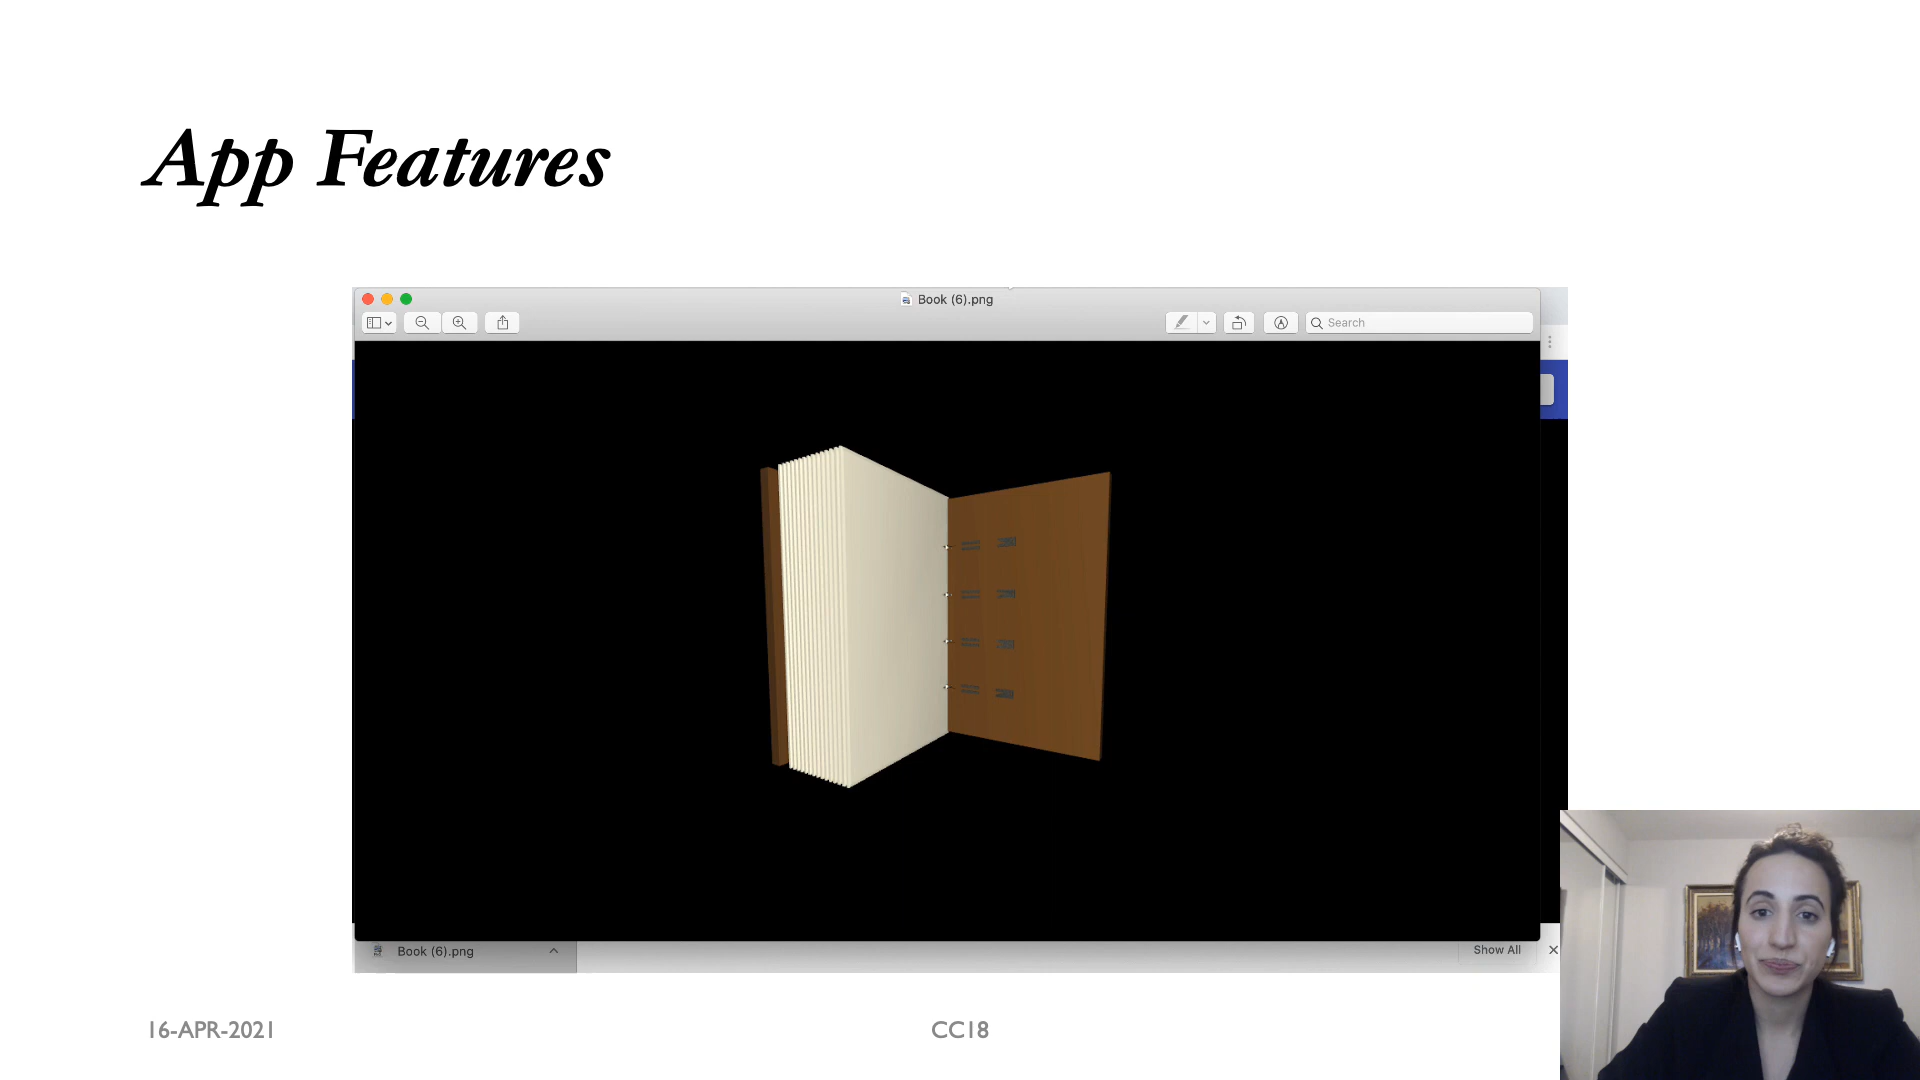 App Features
Book (6).png
Search
Book (6).png
Show All
16-APR-2021
CC18